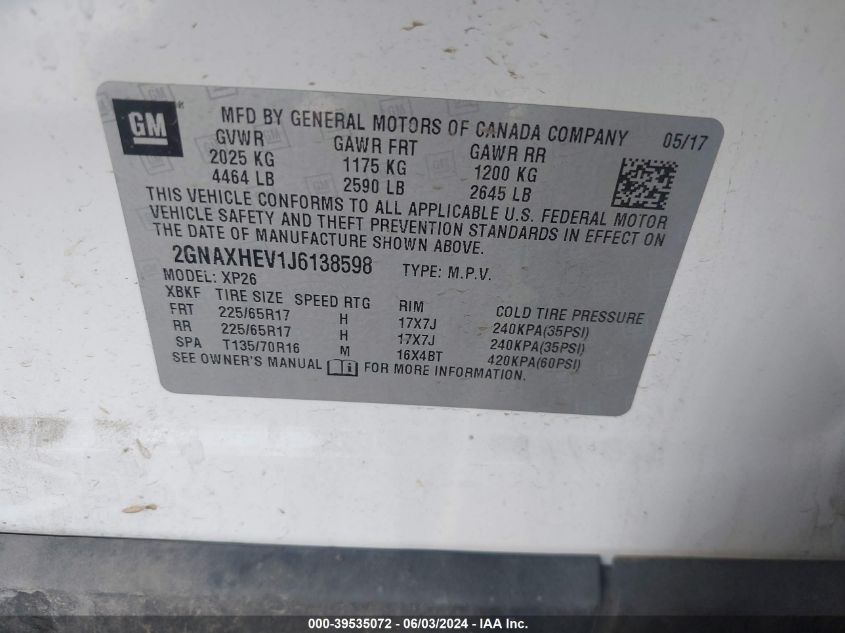 GM
MFD BY GENERAL MOTORS OF CANADA COMPANY 05/17
GVWR GAWR FRT GAWR RR
2025 KG 1175 KG 1200 KG
4464 LB 2590 LB 2645 LB
THIS VEHICLE CONFORMS TO ALL APPLICABLE U.S. FEDERAL MOTOR
VEHICLE SAFETY AND THEFT PREVENTION STANDARDS IN EFFECT ON
THE DATE OF MANUFACTURE SHOWN ABOVE.
2GNAXHEV1J6138598 TYPE: M.P.V.
MODEL: XP26
XBKF TIRE SIZE SPEED RTG RIM COLD TIRE PRESSURE
FRT 225/65R17 H 17X7J 240KPA(35PSI)
RR 225/65R17 H 17X7J 240KPA(35PSI)
SPA T135/70R16 M 16X4BT 420KPA(60PSI)
SEE OWNER'S MANUAL FOR MORE INFORMATION.
000-39535072 - 06/03/2024 - IAA Inc.